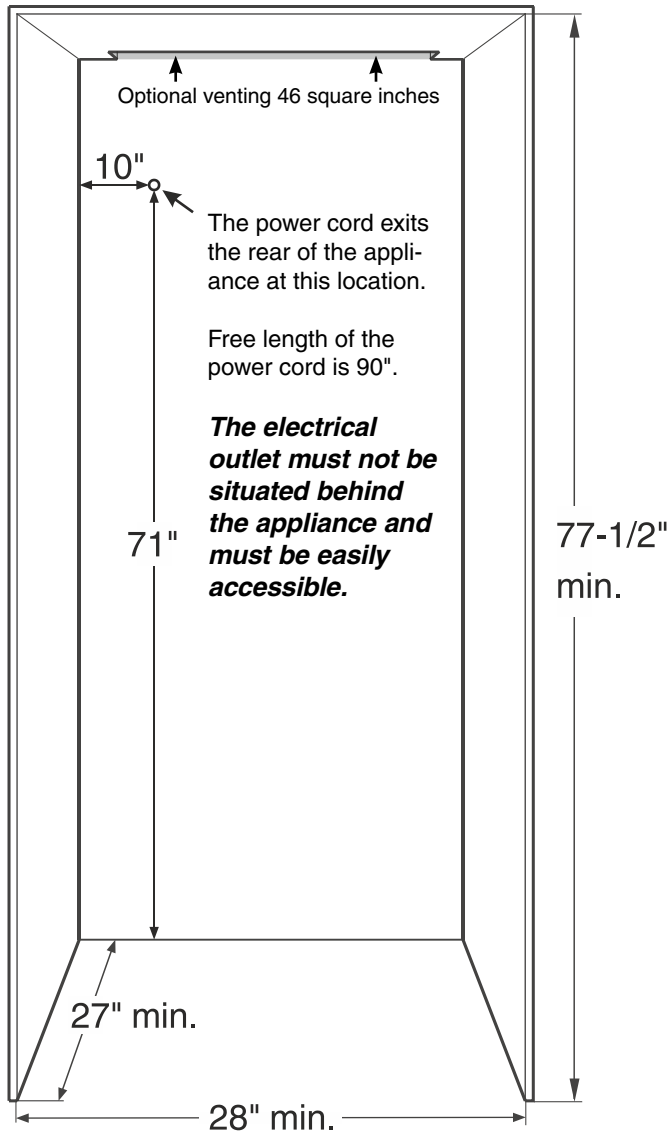 Optional venting 46 square inches
10"
The power cord exits
the rear of the appli-
ance at this location.
Free length of the
power cord is 90".
The electrical
outlet must not be
situated behind
the appliance and
must be easily
accessible.
71"
77-1/2"
min.
27" min.
28" min.